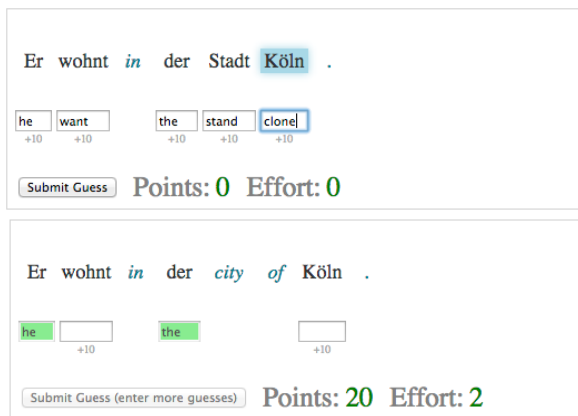 Er wohnt in der Stadt Köln .
he want the stand clone
+10 +10 +10 +10 +10
Submit Guess Points: 0 Effort: 0
Er wohnt in der city of Köln .
he the
+10 +10
Submit Guess (enter more guesses) Points: 20 Effort: 2